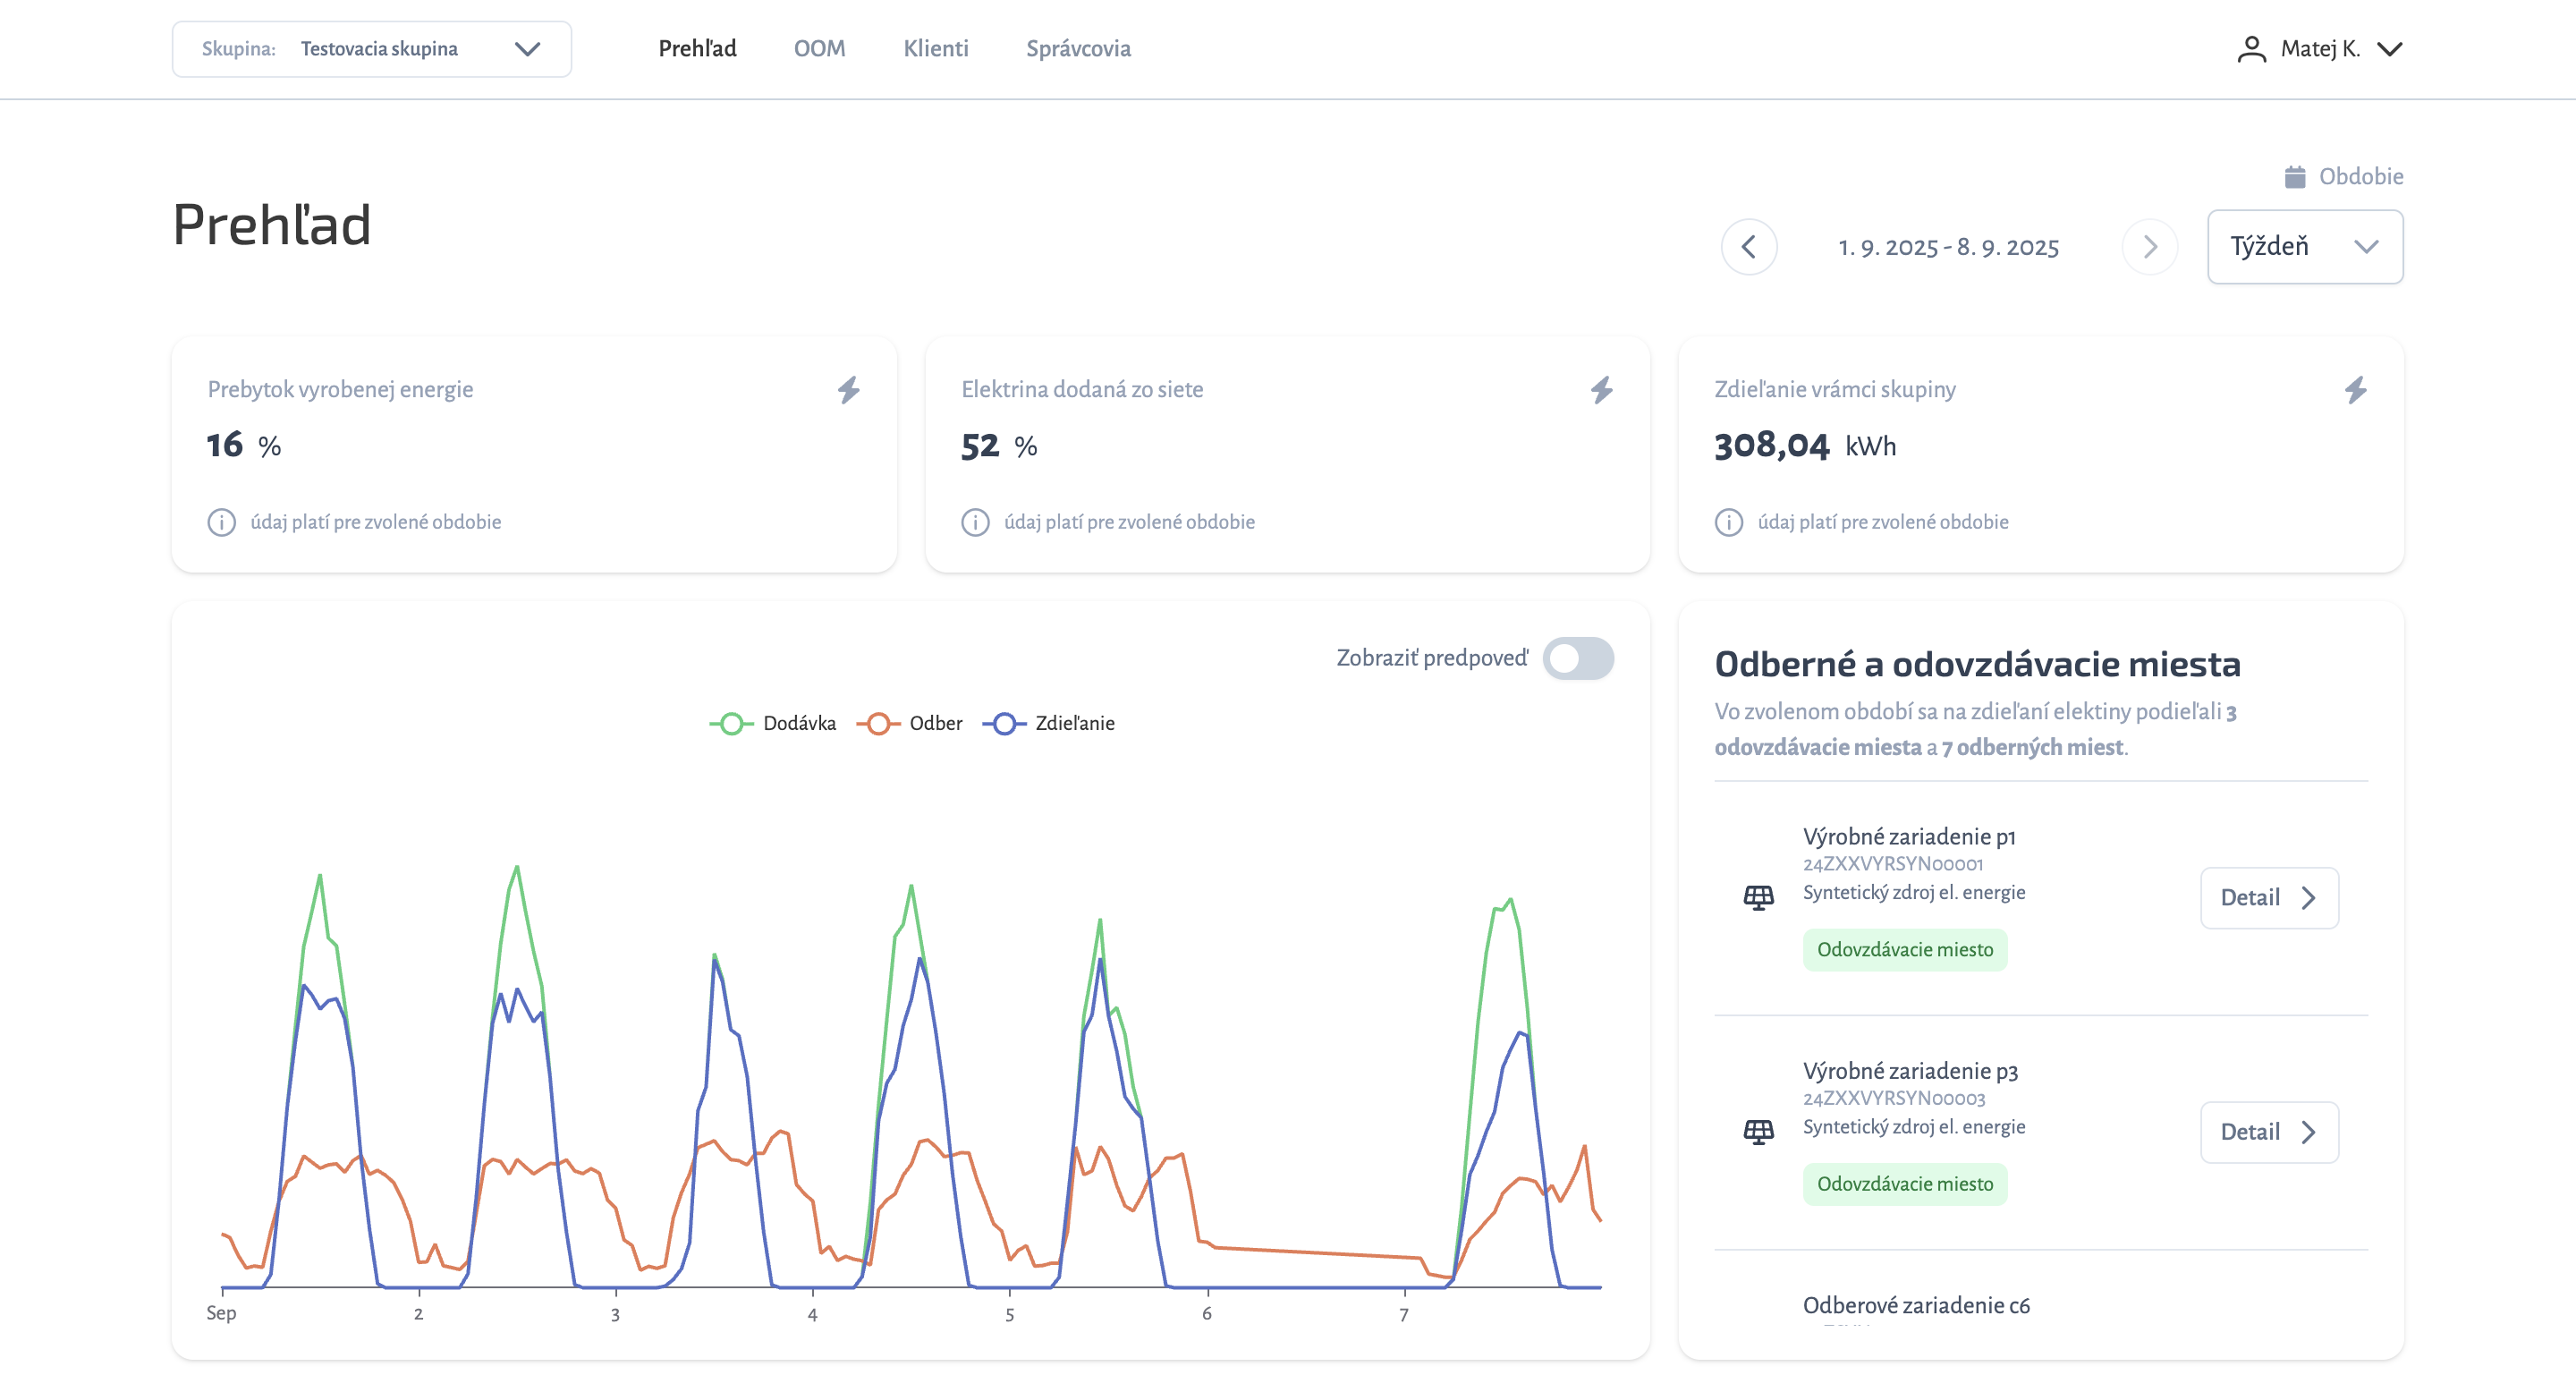 Skupina: Testovacia skupina
Prehľad OOM Klienti Správcovia
Matej K.
Prehľad
Obdobie
1. 9. 2025 - 8. 9. 2025
Týždeň
Prebytok vyrobenej energie
16 %
údaj platí pre zvolené obdobie
Elektrina dodaná zo siete
52 %
údaj platí pre zvolené obdobie
Zdieľanie vrámci skupiny
308,04 kWh
údaj platí pre zvolené obdobie
Zobraziť predpoveď
Dodávka Odber Zdieľanie
Sep 2 3 4 5 6 7
Odberné a odovzdávacie miesta
Vo zvolenom období sa na zdieľaní elektiny podieľali 3
odovzdávacie miesta a 7 odberných miest.
Výrobné zariadenie p1
24ZXXVYRSYN00001
Syntetický zdroj el. energie
Odovzdávacie miesto
Detail
Výrobné zariadenie p3
24ZXXVYRSYN00003
Syntetický zdroj el. energie
Odovzdávacie miesto
Detail
Odberové zariadenie c6